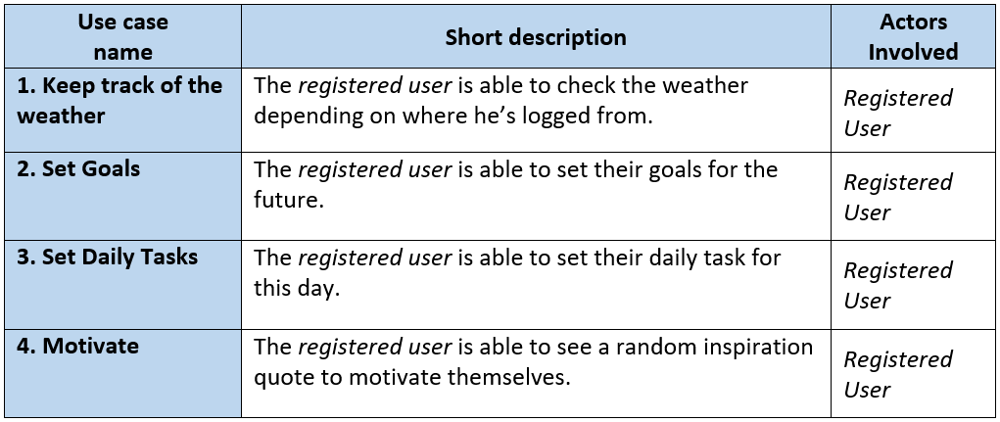 Use case
name
Short description
Actors
Involved
1. Keep track of the
weather
The registered user is able to check the weather
depending on where he’s logged from.
Registered
User
2. Set Goals
The registered user is able to set their goals for the
future.
Registered
User
3. Set Daily Tasks
The registered user is able to set their daily task for
this day.
Registered
User
4. Motivate
The registered user is able to see a random inspiration
quote to motivate themselves.
Registered
User